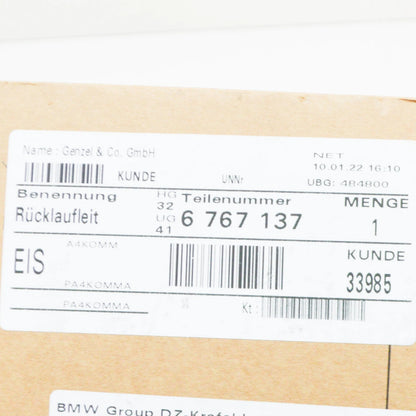 Name : Genzel & Co. GmbH
NET
10.01.22 16:10
KUNDE UNNr UBG: 484800
Benennung HG Teilenummer MENGE
Rücklaufleit 32 6 767 137 1
UG
41
A4KOMM
EIS KUNDE
PA4KOMMA 33985
PA4KOMMA Kt :
BMW Group DZ-Krefeld